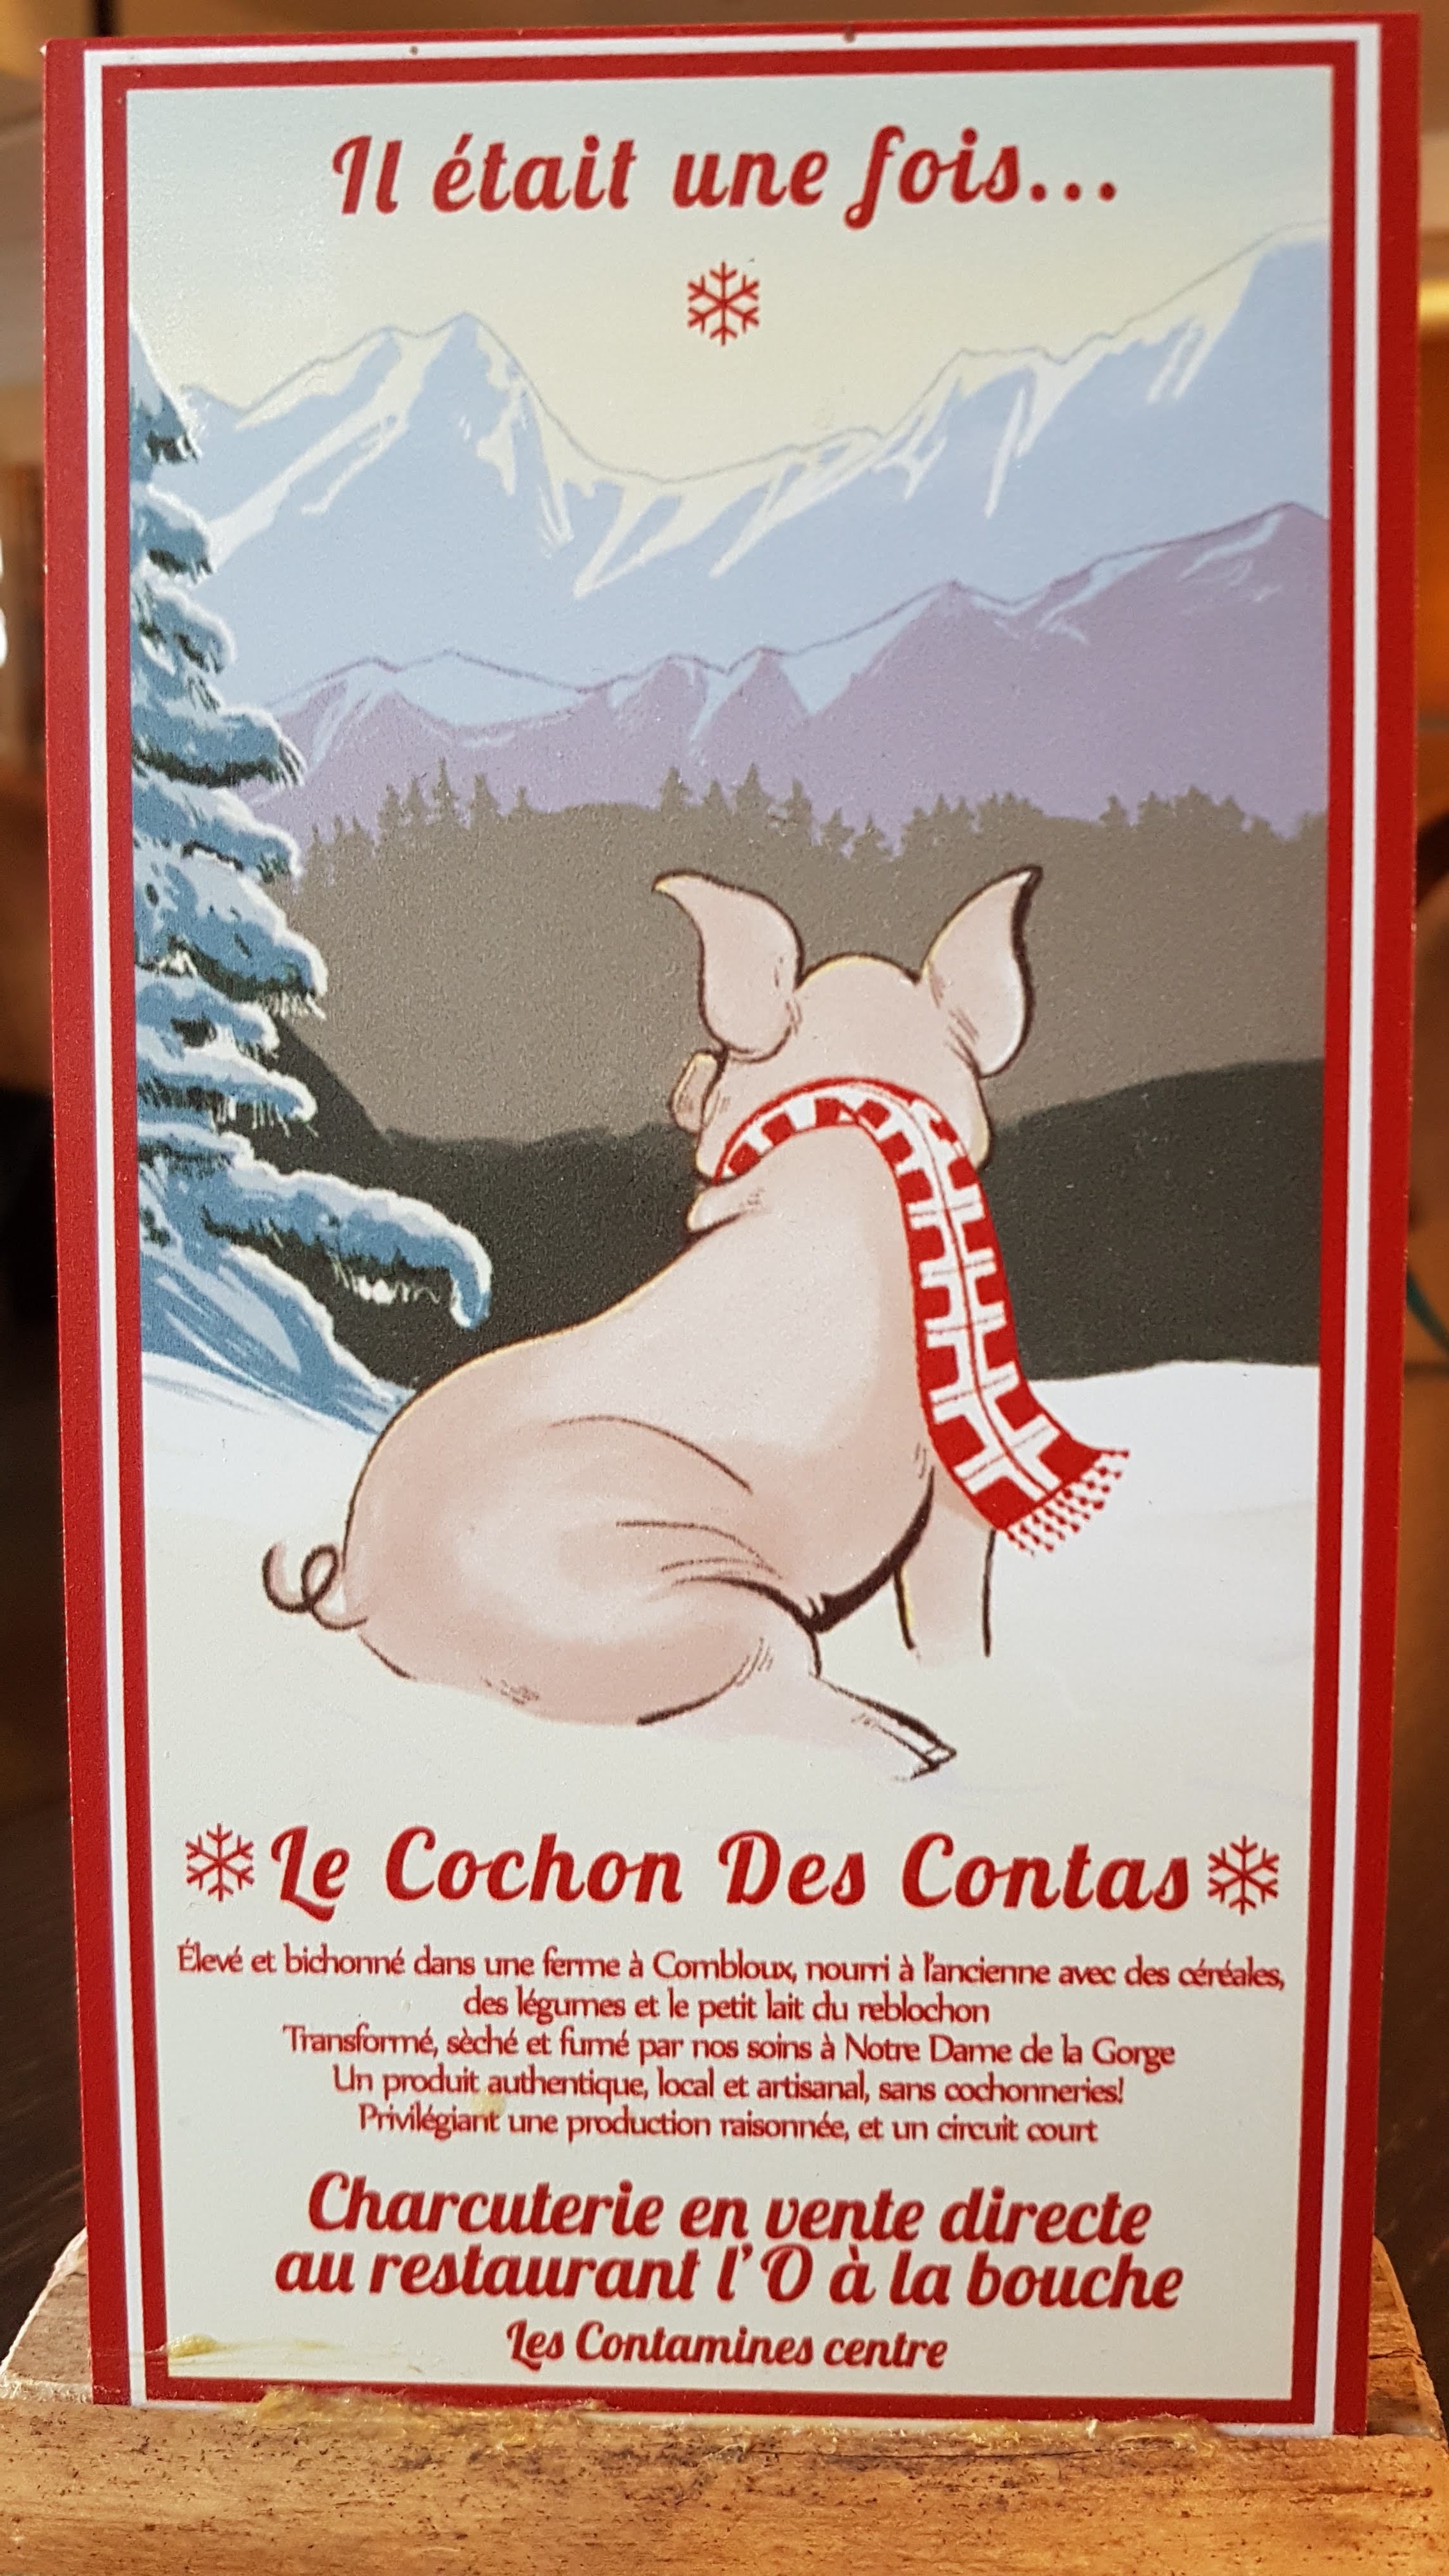 Il était une fois...
Le Cochon Des Contas
Élevé et bichonné dans une ferme à Combloux, nourri à l'ancienne avec des céréales,
des légumes et le petit lait du reblochon
Transformé, sèché et fumé par nos soins à Notre Dame de la Gorge
Un produit authentique, local et artisanal, sans cochonneries!
Privilégiant une production raisonnée, et un circuit court
Charcuterie en vente directe
au restaurant l'O à la bouche
Les Contamines centre